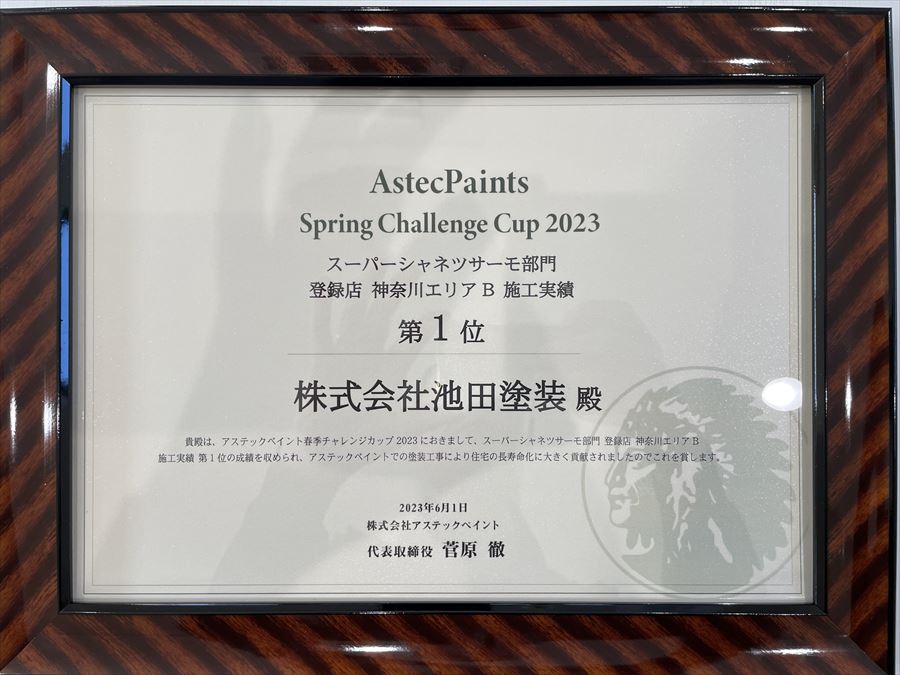 AstecPaints
Spring Challenge Cup 2023
スーパーシャネツサーモ部門
登録店 神奈川エリアB 施工実績
第1位
株式会社池田塗装 殿
貴殿は、アステックペイント春季チャレンジカップ2023におきまして、スーパーシャネツサーモ部門 登録店 神奈川エリアB
施工実績 第1位の成績を収められ、アステックペイントでの塗装工事により住宅の長寿命化に大きく貢献されましたのでこれを賞します。
2023年6月1日
株式会社アステックペイント
代表取締役 菅原 徹